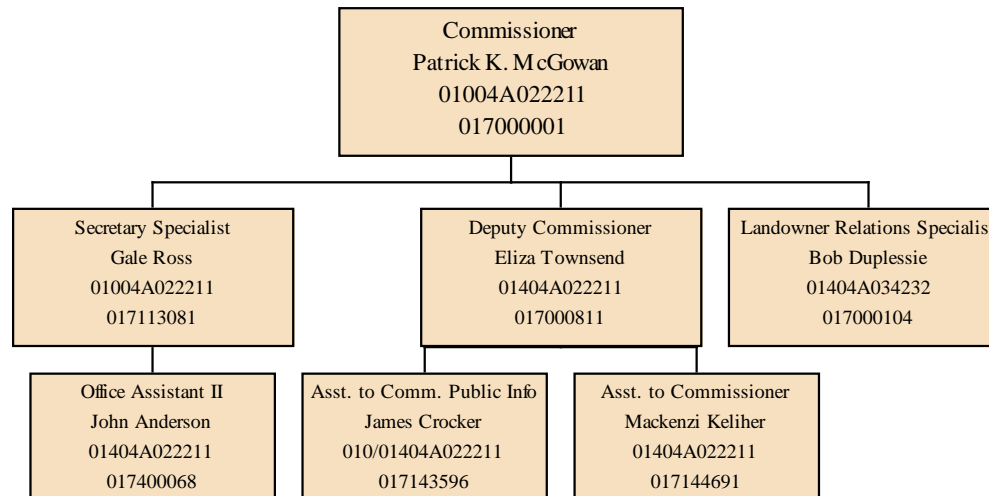 Commissioner
Patrick K. McGowan
01004A022211
017000001
Secretary Specialist
Gale Ross
01004A022211
017113081
Deputy Commissioner
Eliza Townsend
01404A022211
017000811
Landowner Relations Specialis
Bob Duplessie
01404A034232
017000104
Office Assistant II
John Anderson
01404A022211
017400068
Asst. to Comm. Public Info
James Crocker
010/01404A022211
017143596
Asst. to Commissioner
Mackenzi Keliher
01404A022211
017144691